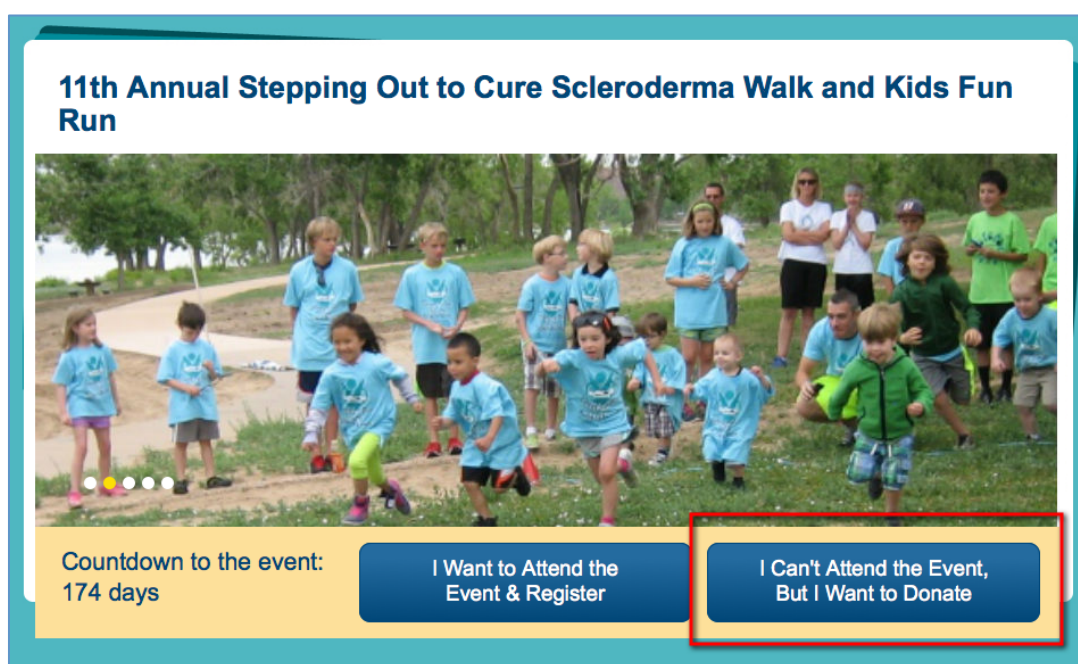 11th Annual Stepping Out to Cure Scleroderma Walk and Kids Fun
Run
Countdown to the event:
174 days
I Want to Attend the
Event & Register
I Can't Attend the Event,
But I Want to Donate